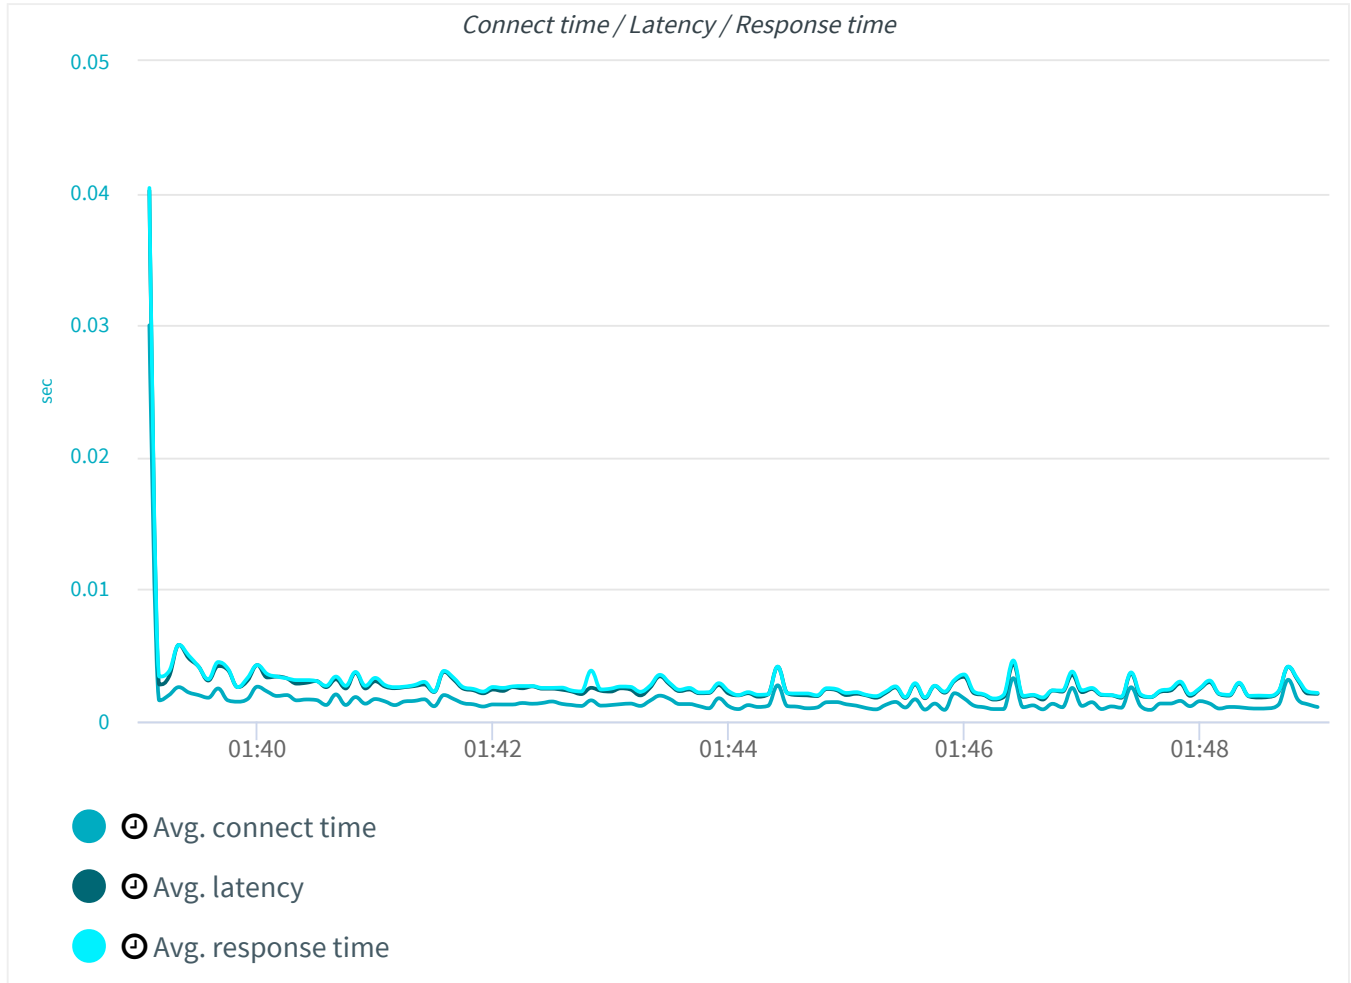 Connect time / Latency / Response time
0.05
0.04
0.03
sec
0.02
0.01
0
01:40 01:42 01:44 01:46 01:48
Avg. connect time
Avg. latency
Avg. response time